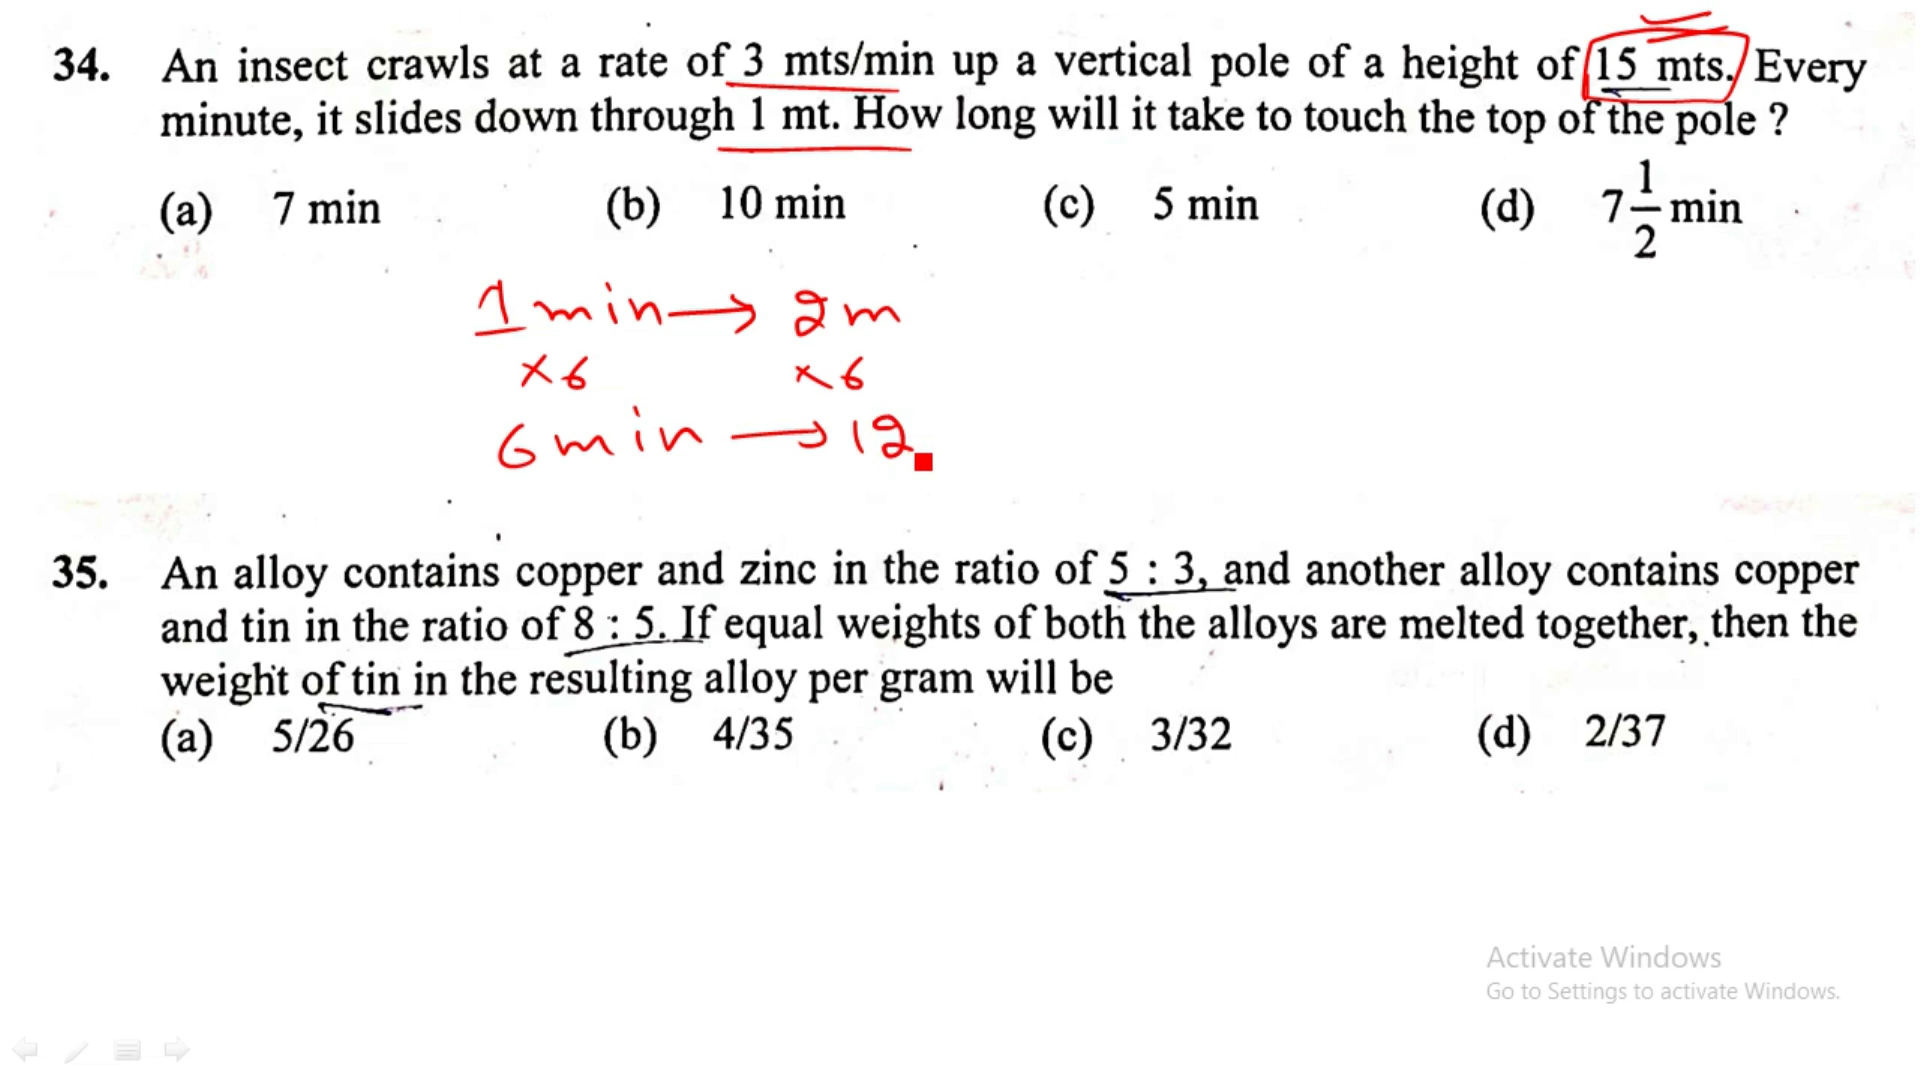 34. An insect crawls at a rate of 3 mts/min up a vertical pole of a height of 15 mts. Every
minute, it slides down through 1 mt. How long will it take to touch the top of the pole ?
(a) 7 min (b) 10 min (c) 5 min (d) 7 1/2 min
1 min → 2 m
×6 ×6
6 min → 12
35. An alloy contains copper and zinc in the ratio of 5 : 3, and another alloy contains copper
and tin in the ratio of 8 : 5. If equal weights of both the alloys are melted together, then the
weight of tin in the resulting alloy per gram will be
(a) 5/26 (b) 4/35 (c) 3/32 (d) 2/37
Activate Windows
Go to Settings to activate Windows.